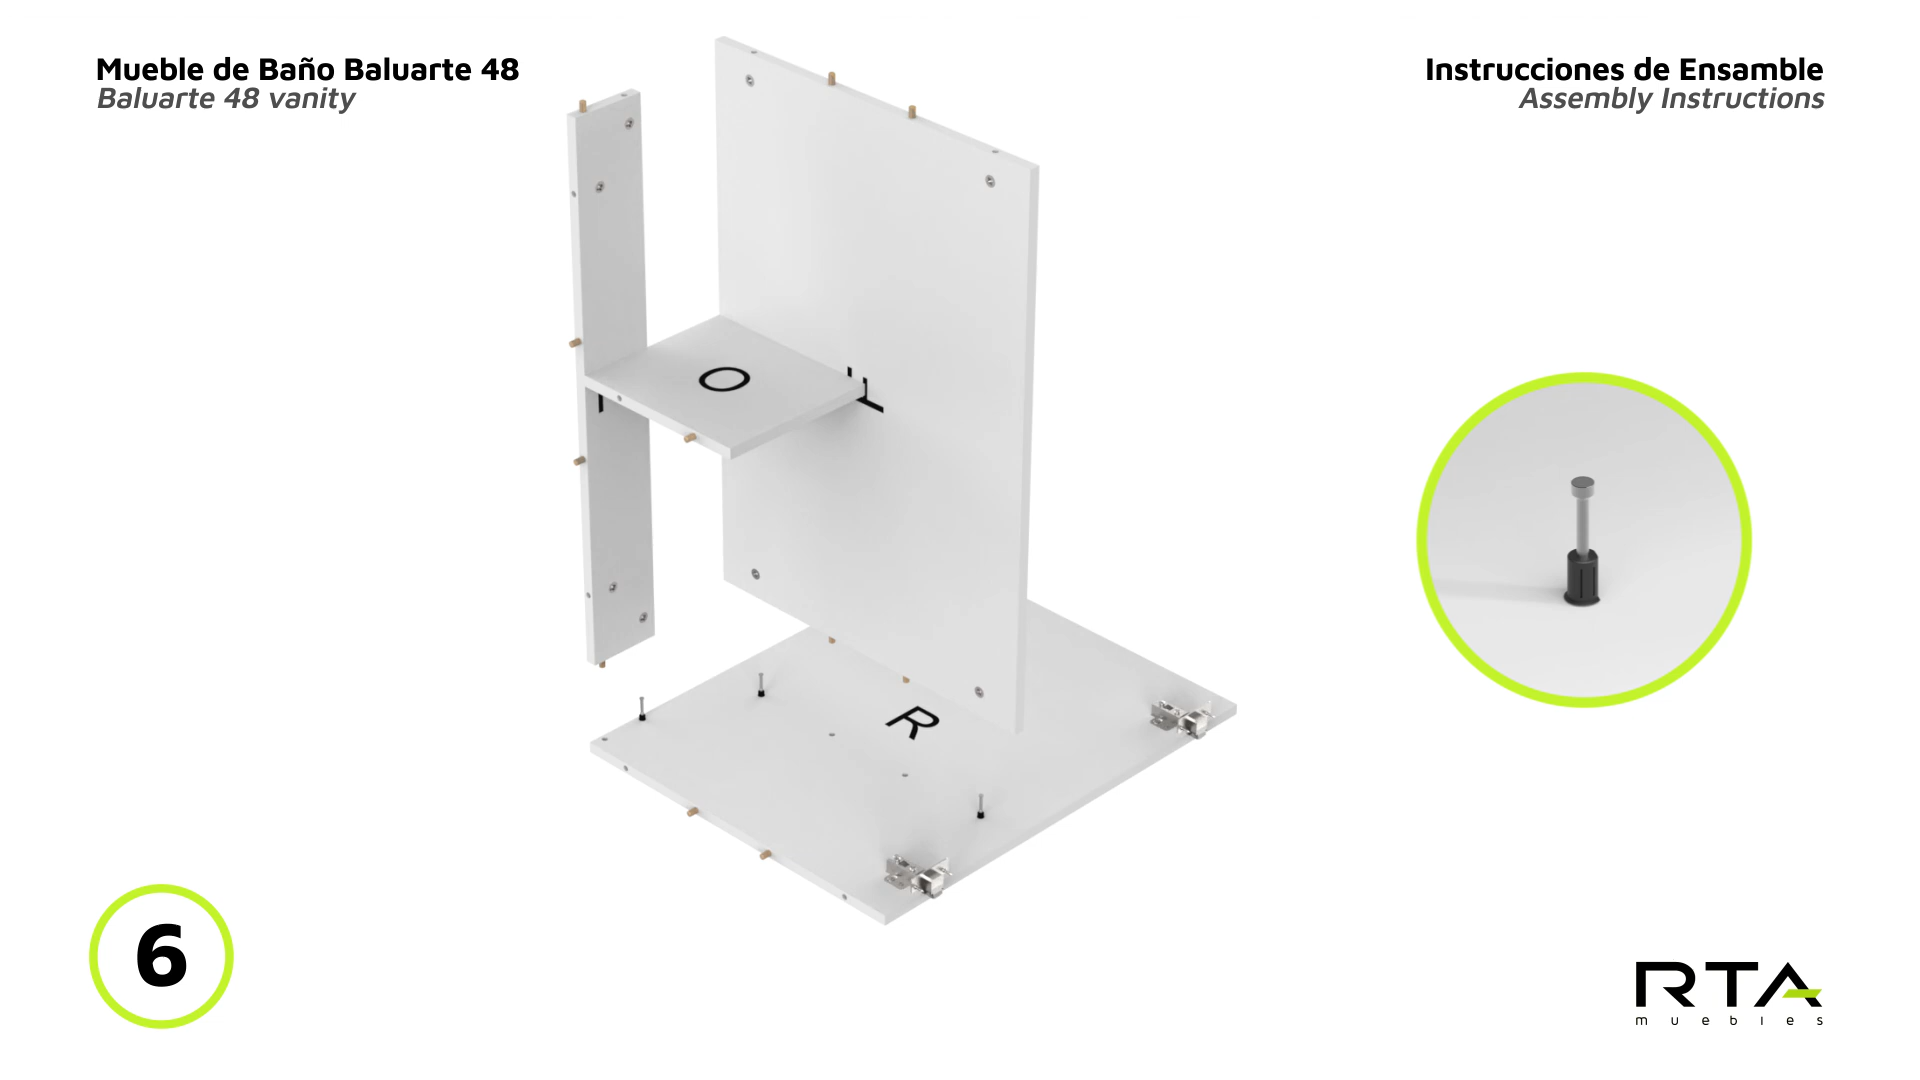 Mueble de Baño Baluarte 48
Baluarte 48 vanity
Instrucciones de Ensamble
Assembly Instructions
O
R
6
RTA
muebles